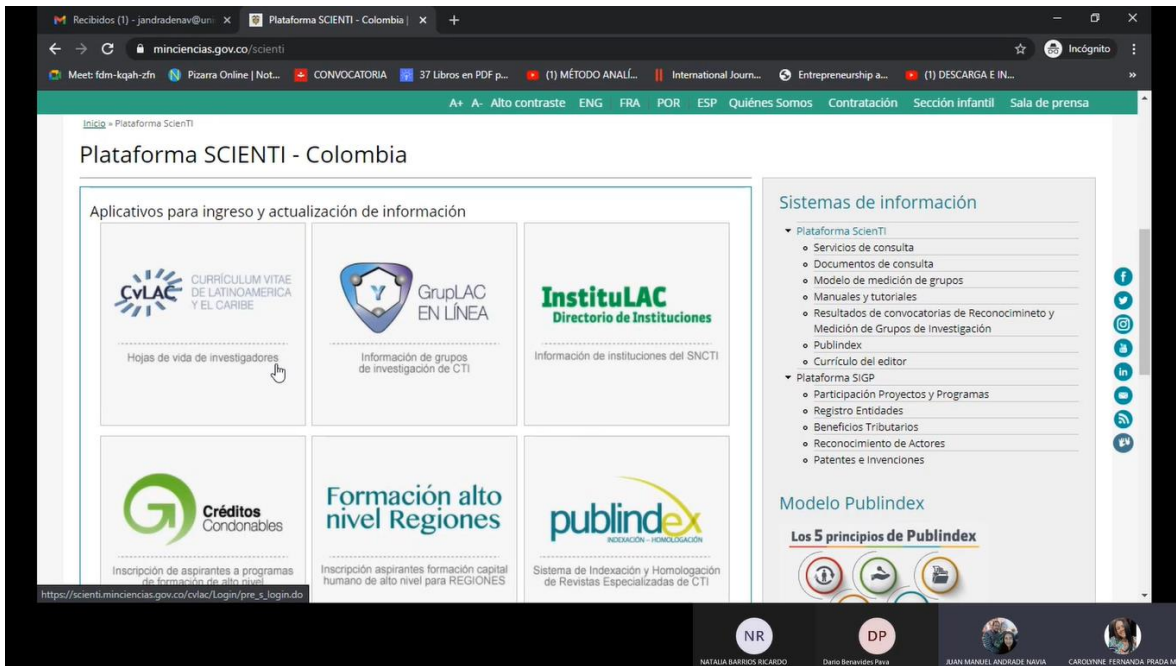 Recibidos (1) - jandradenav@uni
Plataforma SCIENTI - Colombia |
minciencias.gov.co/scienti
Incógnito
Meet: fdm-kqah-zfn
Pizarra Online | Not...
CONVOCATORIA
37 Libros en PDF p...
(1) MÉTODO ANALÍ...
International Journ...
Entrepreneurship a...
(1) DESCARGA E IN...
»
A+ A- Alto contraste ENG FRA POR ESP Quiénes Somos Contratación Sección infantil Sala de prensa
Inicio » Plataforma ScienTI
Plataforma SCIENTI - Colombia
Aplicativos para ingreso y actualización de información
CvLAC
CURRÍCULUM VITAE
DE LATINOAMERICA
Y EL CARIBE
Hojas de vida de investigadores
GrupLAC
EN LÍNEA
Información de grupos
de investigación de CTI
InstituLAC
Directorio de Instituciones
Información de instituciones del SNCTI
Créditos
Condonables
Inscripción de aspirantes a programas
de formación de alto nivel
Formación alto
nivel Regiones
Inscripción aspirantes formación capital
humano de alto nivel para REGIONES
publindex
INDEXACIÓN - HOMOLOGACIÓN
Sistema de Indexación y Homologación
de Revistas Especializadas de CTI
Sistemas de información
Plataforma ScienTI
Servicios de consulta
Documentos de consulta
Modelo de medición de grupos
Manuales y tutoriales
Resultados de convocatorias de Reconocimineto y
Medición de Grupos de Investigación
Publindex
Currículo del editor
Plataforma SIGP
Participación Proyectos y Programas
Registro Entidades
Beneficios Tributarios
Reconocimiento de Actores
Patentes e Invenciones
Modelo Publindex
Los 5 principios de Publindex
https://scienti.minciencias.gov.co/cvlac/Login/pre_s_login.do
NR
NATALIA BARRIOS RICARDO
DP
Dario Benavides Pava
JUAN MANUEL ANDRADE NAVIA
CAROLYNNE FERNANDA PRADA M